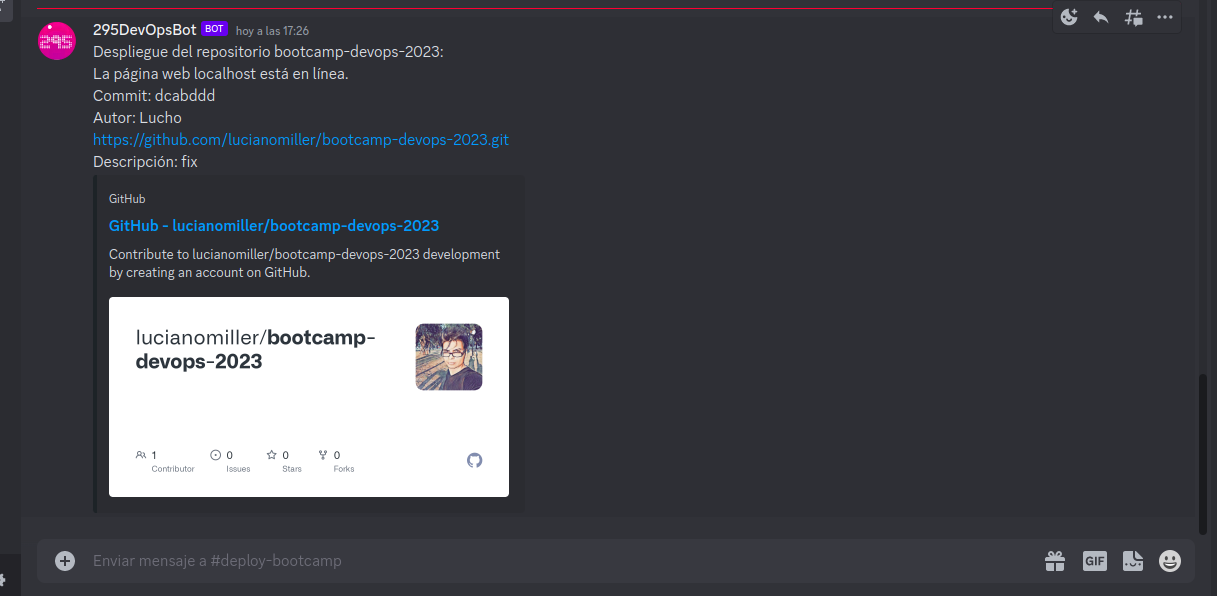 295DevOpsBot BOT hoy a las 17:26
295
Despliegue del repositorio bootcamp-devops-2023:
La página web localhost está en línea.
Commit: dcabddd
Autor: Lucho
https://github.com/lucianomiller/bootcamp-devops-2023.git
Descripción: fix
GitHub
GitHub - lucianomiller/bootcamp-devops-2023
Contribute to lucianomiller/bootcamp-devops-2023 development
by creating an account on GitHub.
lucianomiller/bootcamp-
devops-2023
1 0 0 0
Contributor Issues Stars Forks
Enviar mensaje a #deploy-bootcamp
GIF